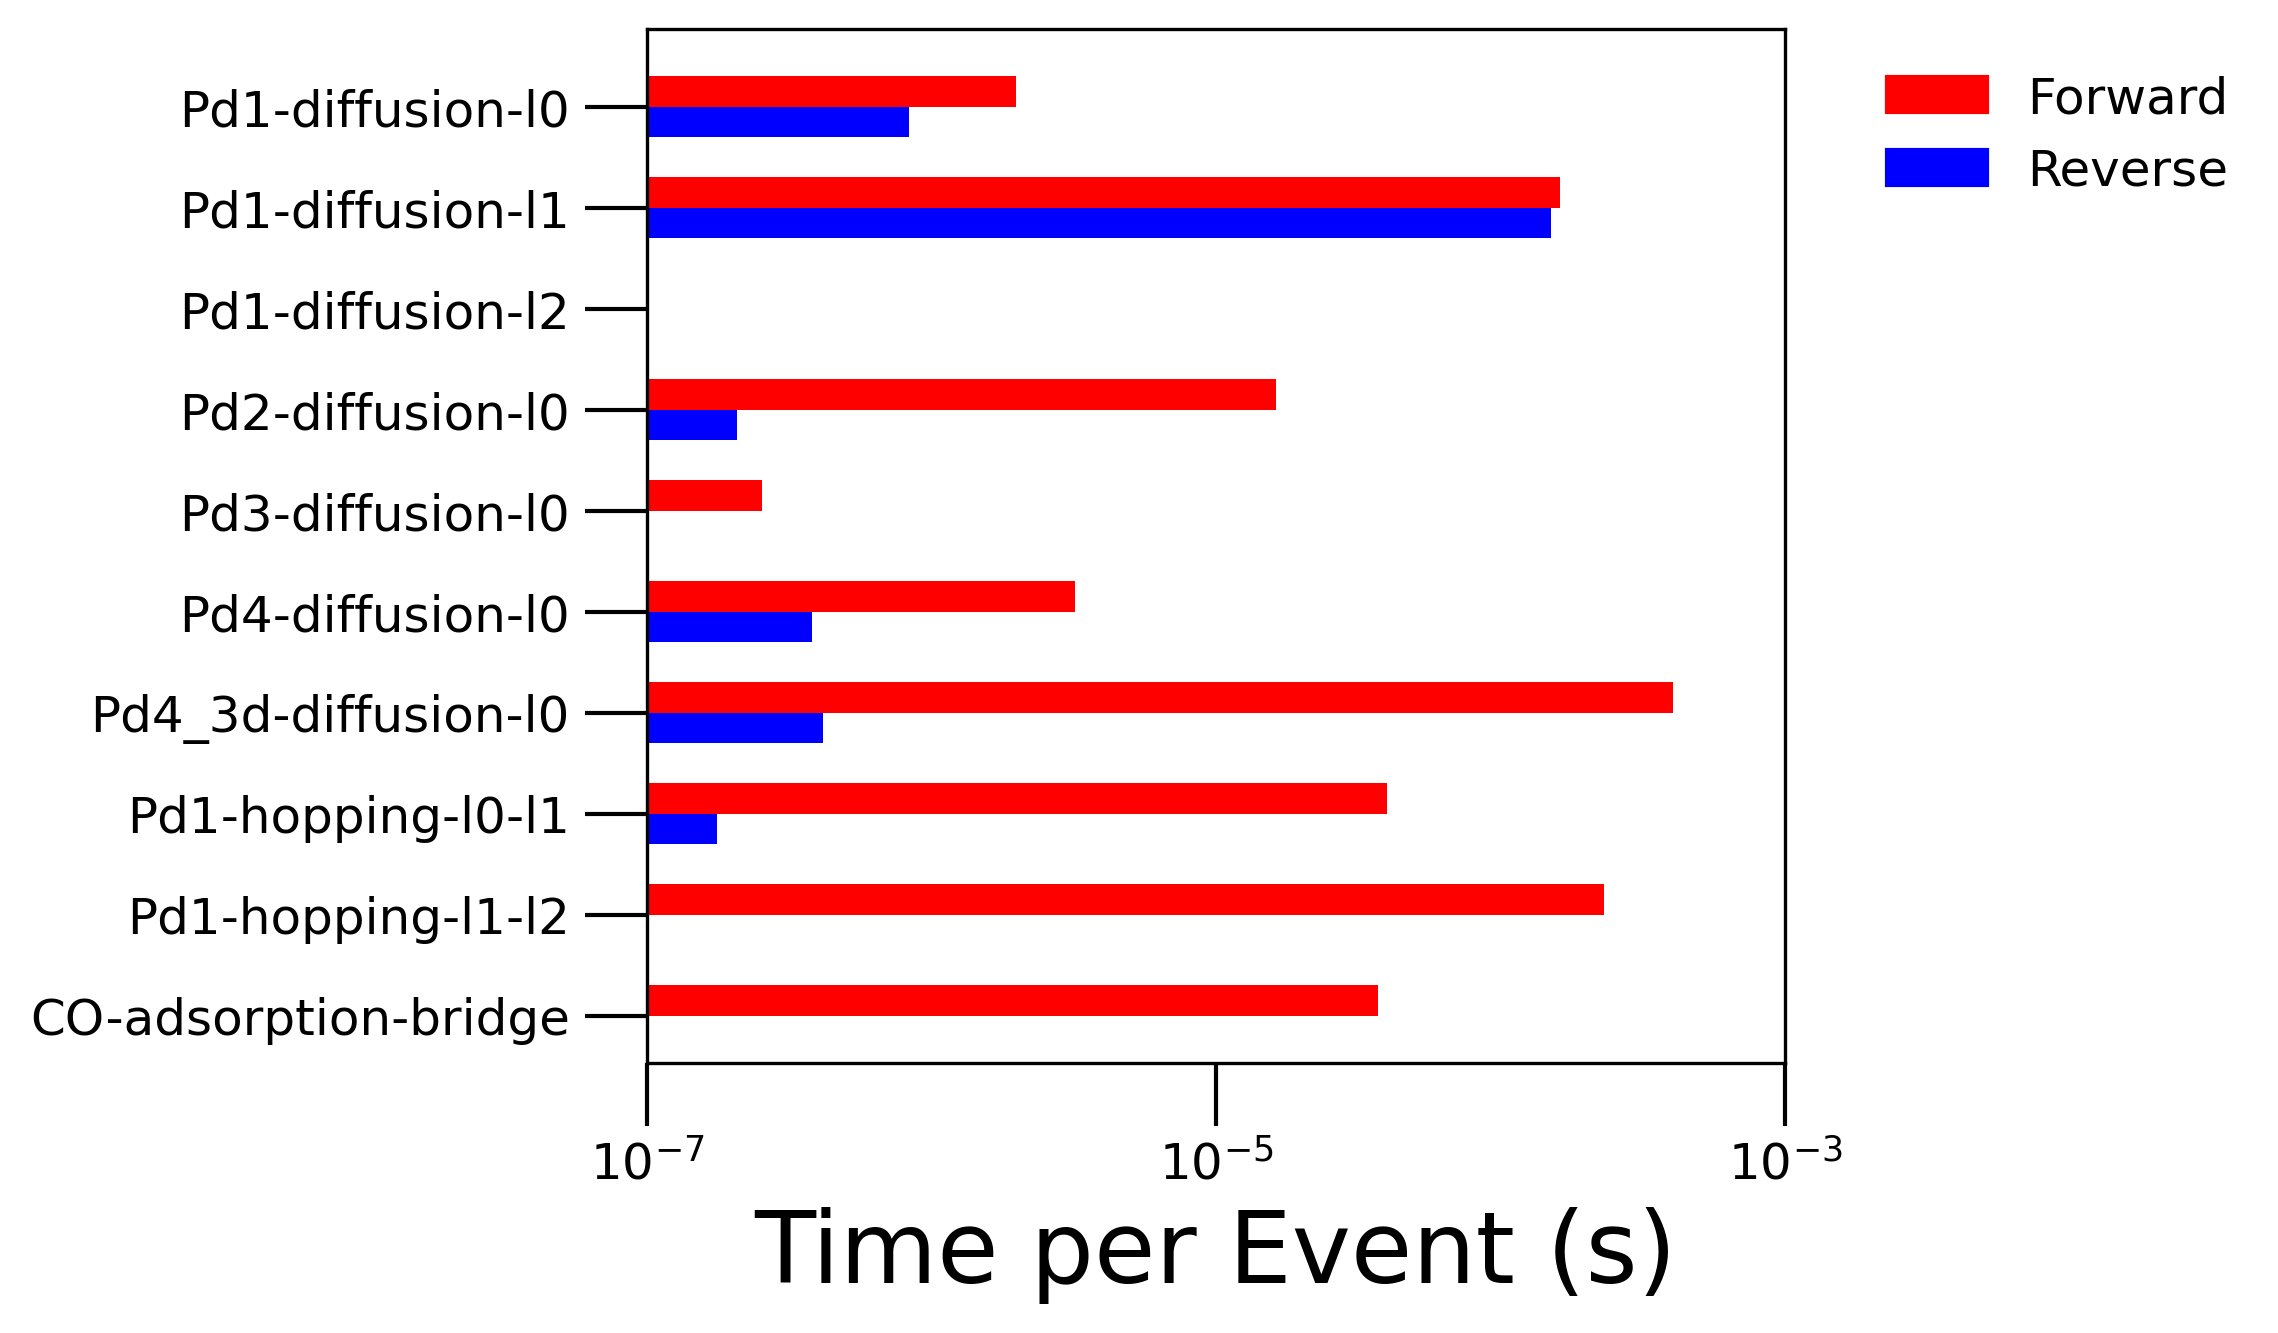 Pd1-diffusion-l0
Pd1-diffusion-l1
Pd1-diffusion-l2
Pd2-diffusion-l0
Pd3-diffusion-l0
Pd4-diffusion-l0
Pd4_3d-diffusion-l0
Pd1-hopping-l0-l1
Pd1-hopping-l1-l2
CO-adsorption-bridge
Forward
Reverse
10⁻⁷ 10⁻⁵ 10⁻³
Time per Event (s)